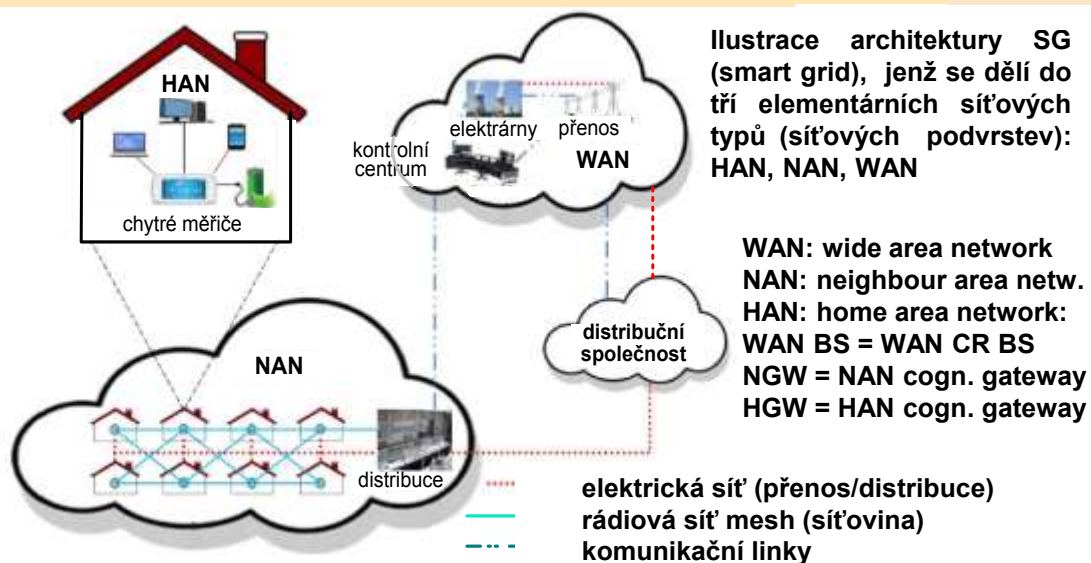 Ilustrace architektury SG
(smart grid), jenž se dělí do
tří elementárních síťových
typů (síťových podvrstev):
HAN, NAN, WAN
HAN
chytré měřiče
elektrárny
přenos
kontrolní
centrum
WAN
WAN: wide area network
NAN: neighbour area netw.
HAN: home area network:
WAN BS = WAN CR BS
NGW = NAN cogn. gateway
HGW = HAN cogn. gateway
distribuční
společnost
NAN
distribuce
elektrická síť (přenos/distribuce)
rádiová síť mesh (síťovina)
komunikační linky